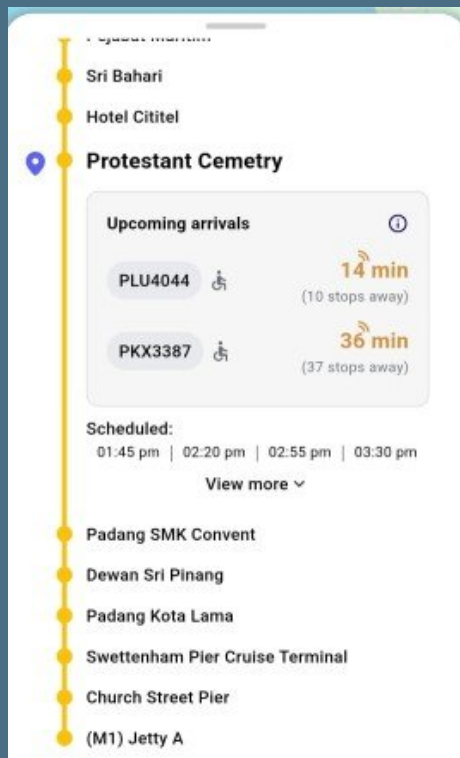 Sri Bahari
Hotel Cititel
Protestant Cemetry
Upcoming arrivals
PLU4044 14 min
(10 stops away)
PKX3387 36 min
(37 stops away)
Scheduled:
01:45 pm | 02:20 pm | 02:55 pm | 03:30 pm
View more
Padang SMK Convent
Dewan Sri Pinang
Padang Kota Lama
Swettenham Pier Cruise Terminal
Church Street Pier
(M1) Jetty A